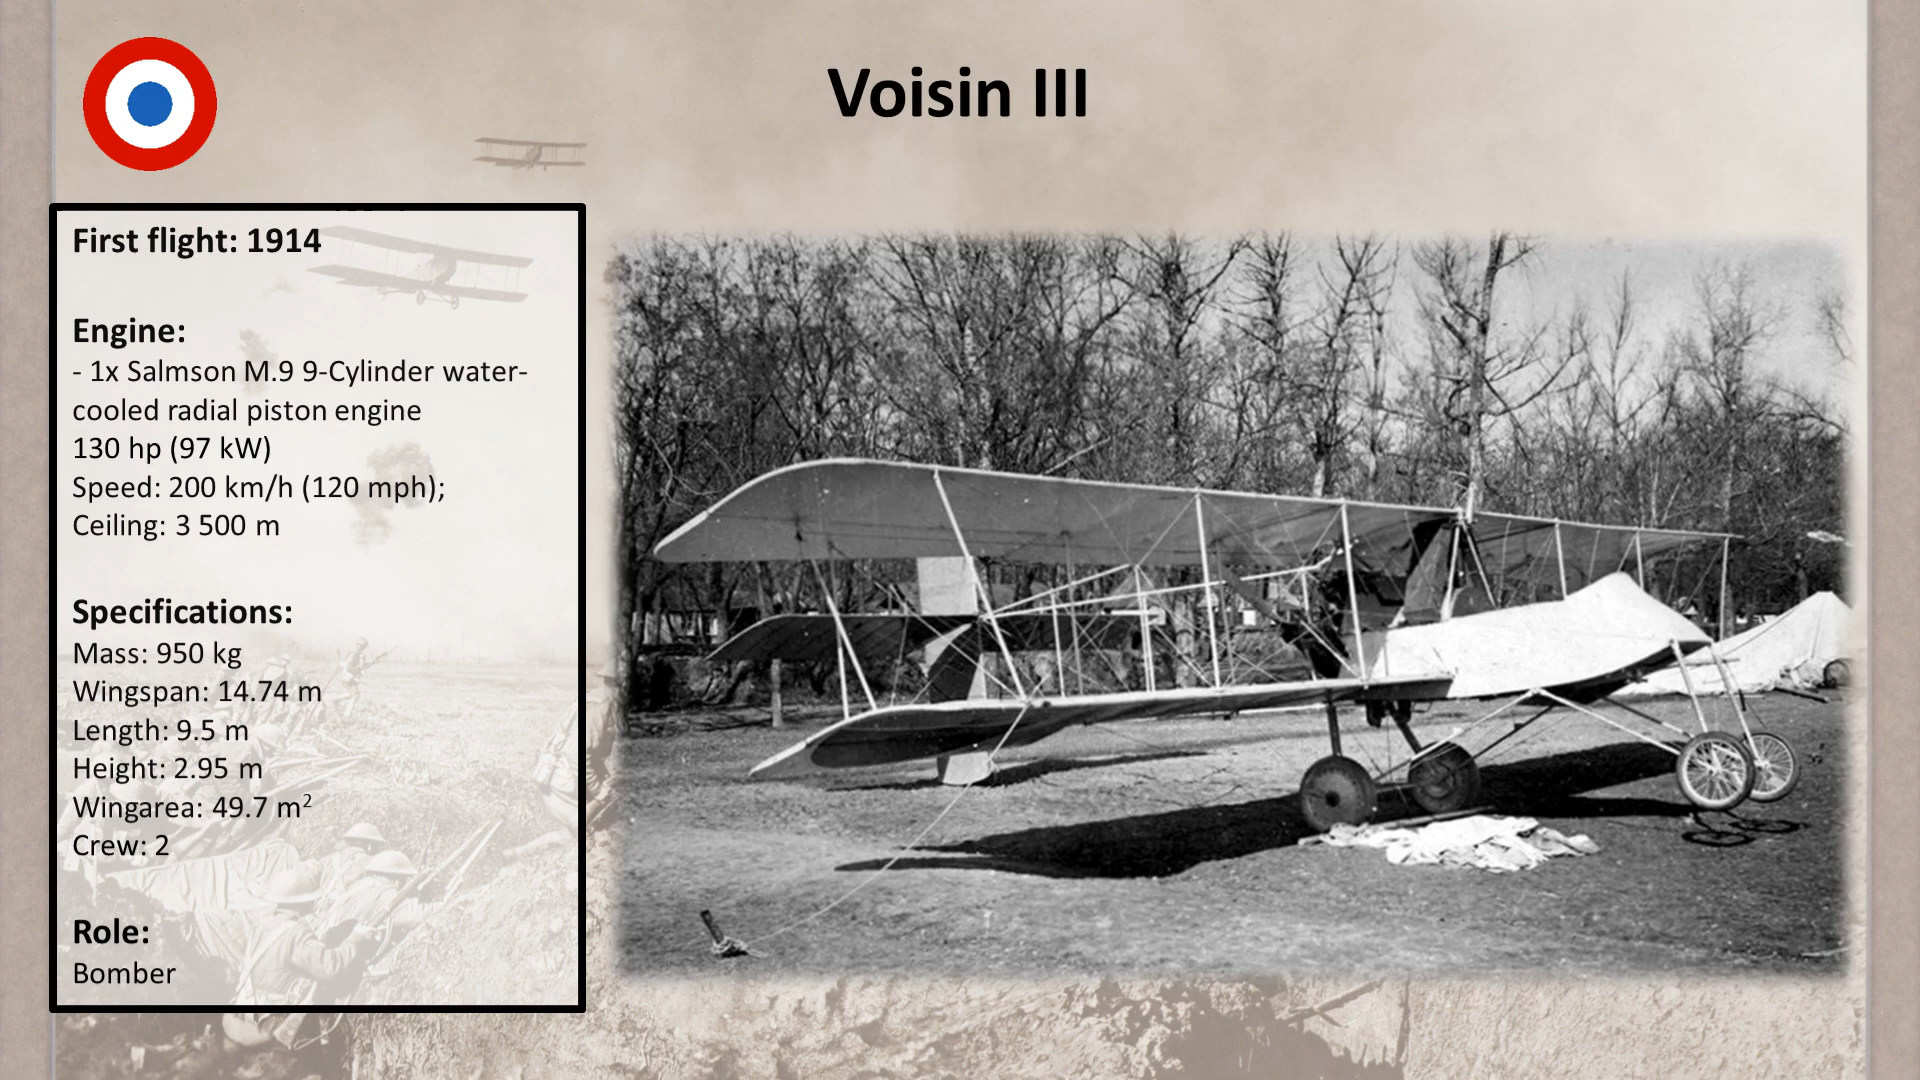 Voisin III
First flight: 1914
Engine:
- 1x Salmson M.9 9-Cylinder water-
cooled radial piston engine
130 hp (97 kW)
Speed: 200 km/h (120 mph);
Ceiling: 3 500 m
Specifications:
Mass: 950 kg
Wingspan: 14.74 m
Length: 9.5 m
Height: 2.95 m
Wingarea: 49.7 m²
Crew: 2
Role:
Bomber